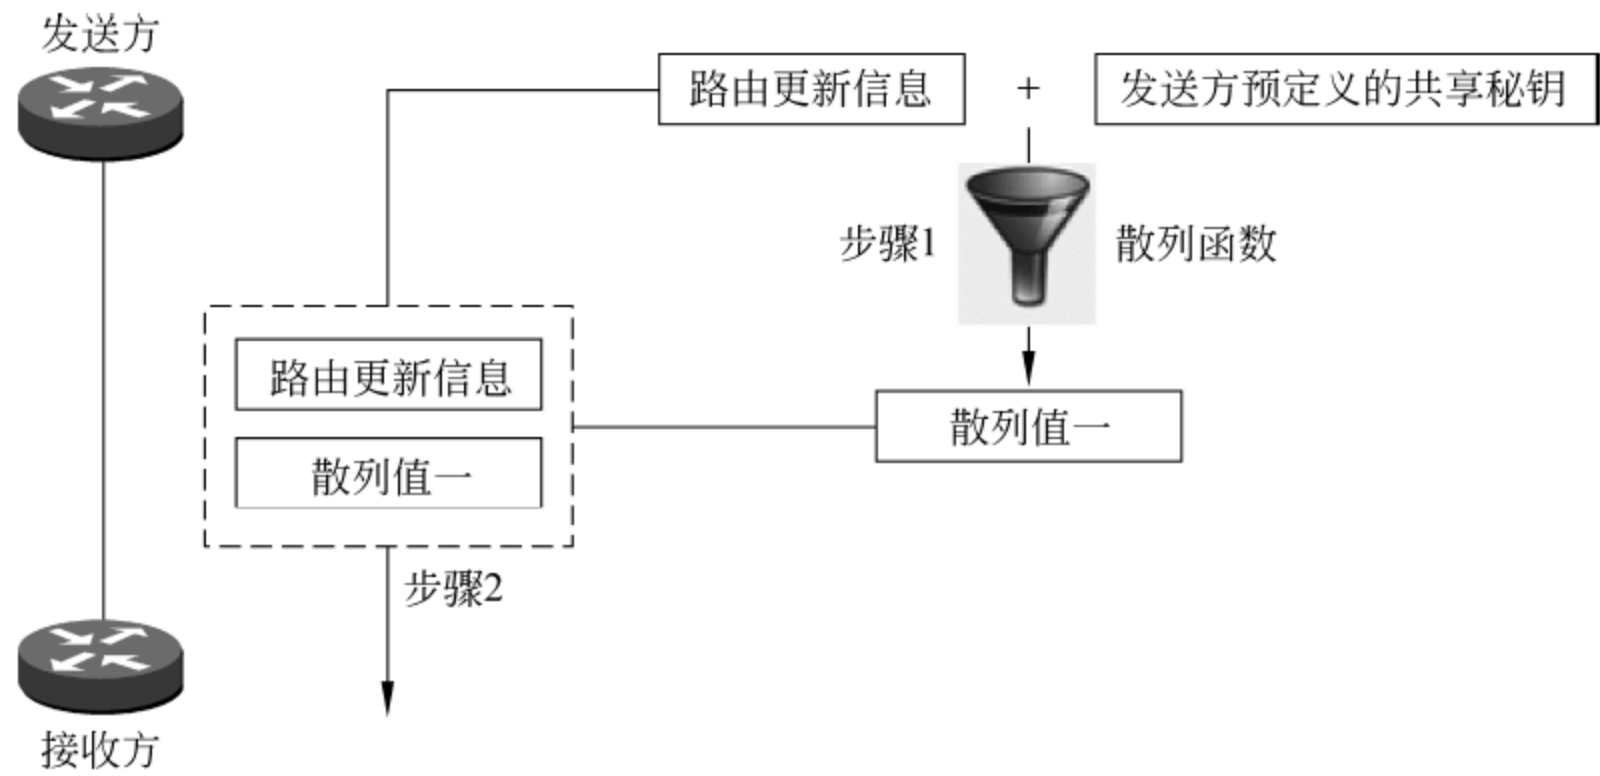 发送方
路由更新信息
+
发送方预定义的共享秘钥
步骤1
散列函数
路由更新信息
散列值一
散列值一
步骤2
接收方